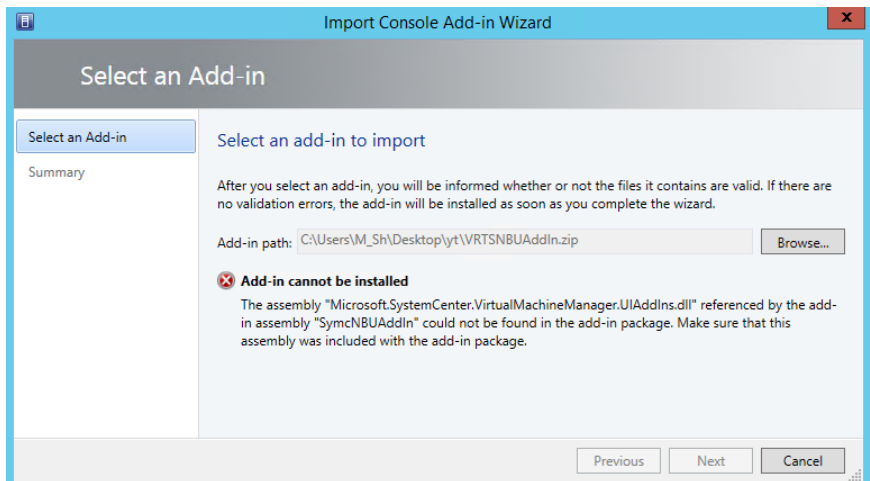 Import Console Add-in Wizard
x
Select an Add-in
Select an Add-in
Summary
Select an add-in to import
After you select an add-in, you will be informed whether or not the files it contains are valid. If there are
no validation errors, the add-in will be installed as soon as you complete the wizard.
Add-in path: C:\Users\M_Sh\Desktop\yt\VRTSNBUAddIn.zip Browse...
Add-in cannot be installed
The assembly "Microsoft.SystemCenter.VirtualMachineManager.UIAddIns.dll" referenced by the add-
in assembly "SymcNBUAddIn" could not be found in the add-in package. Make sure that this
assembly was included with the add-in package.
Previous Next Cancel